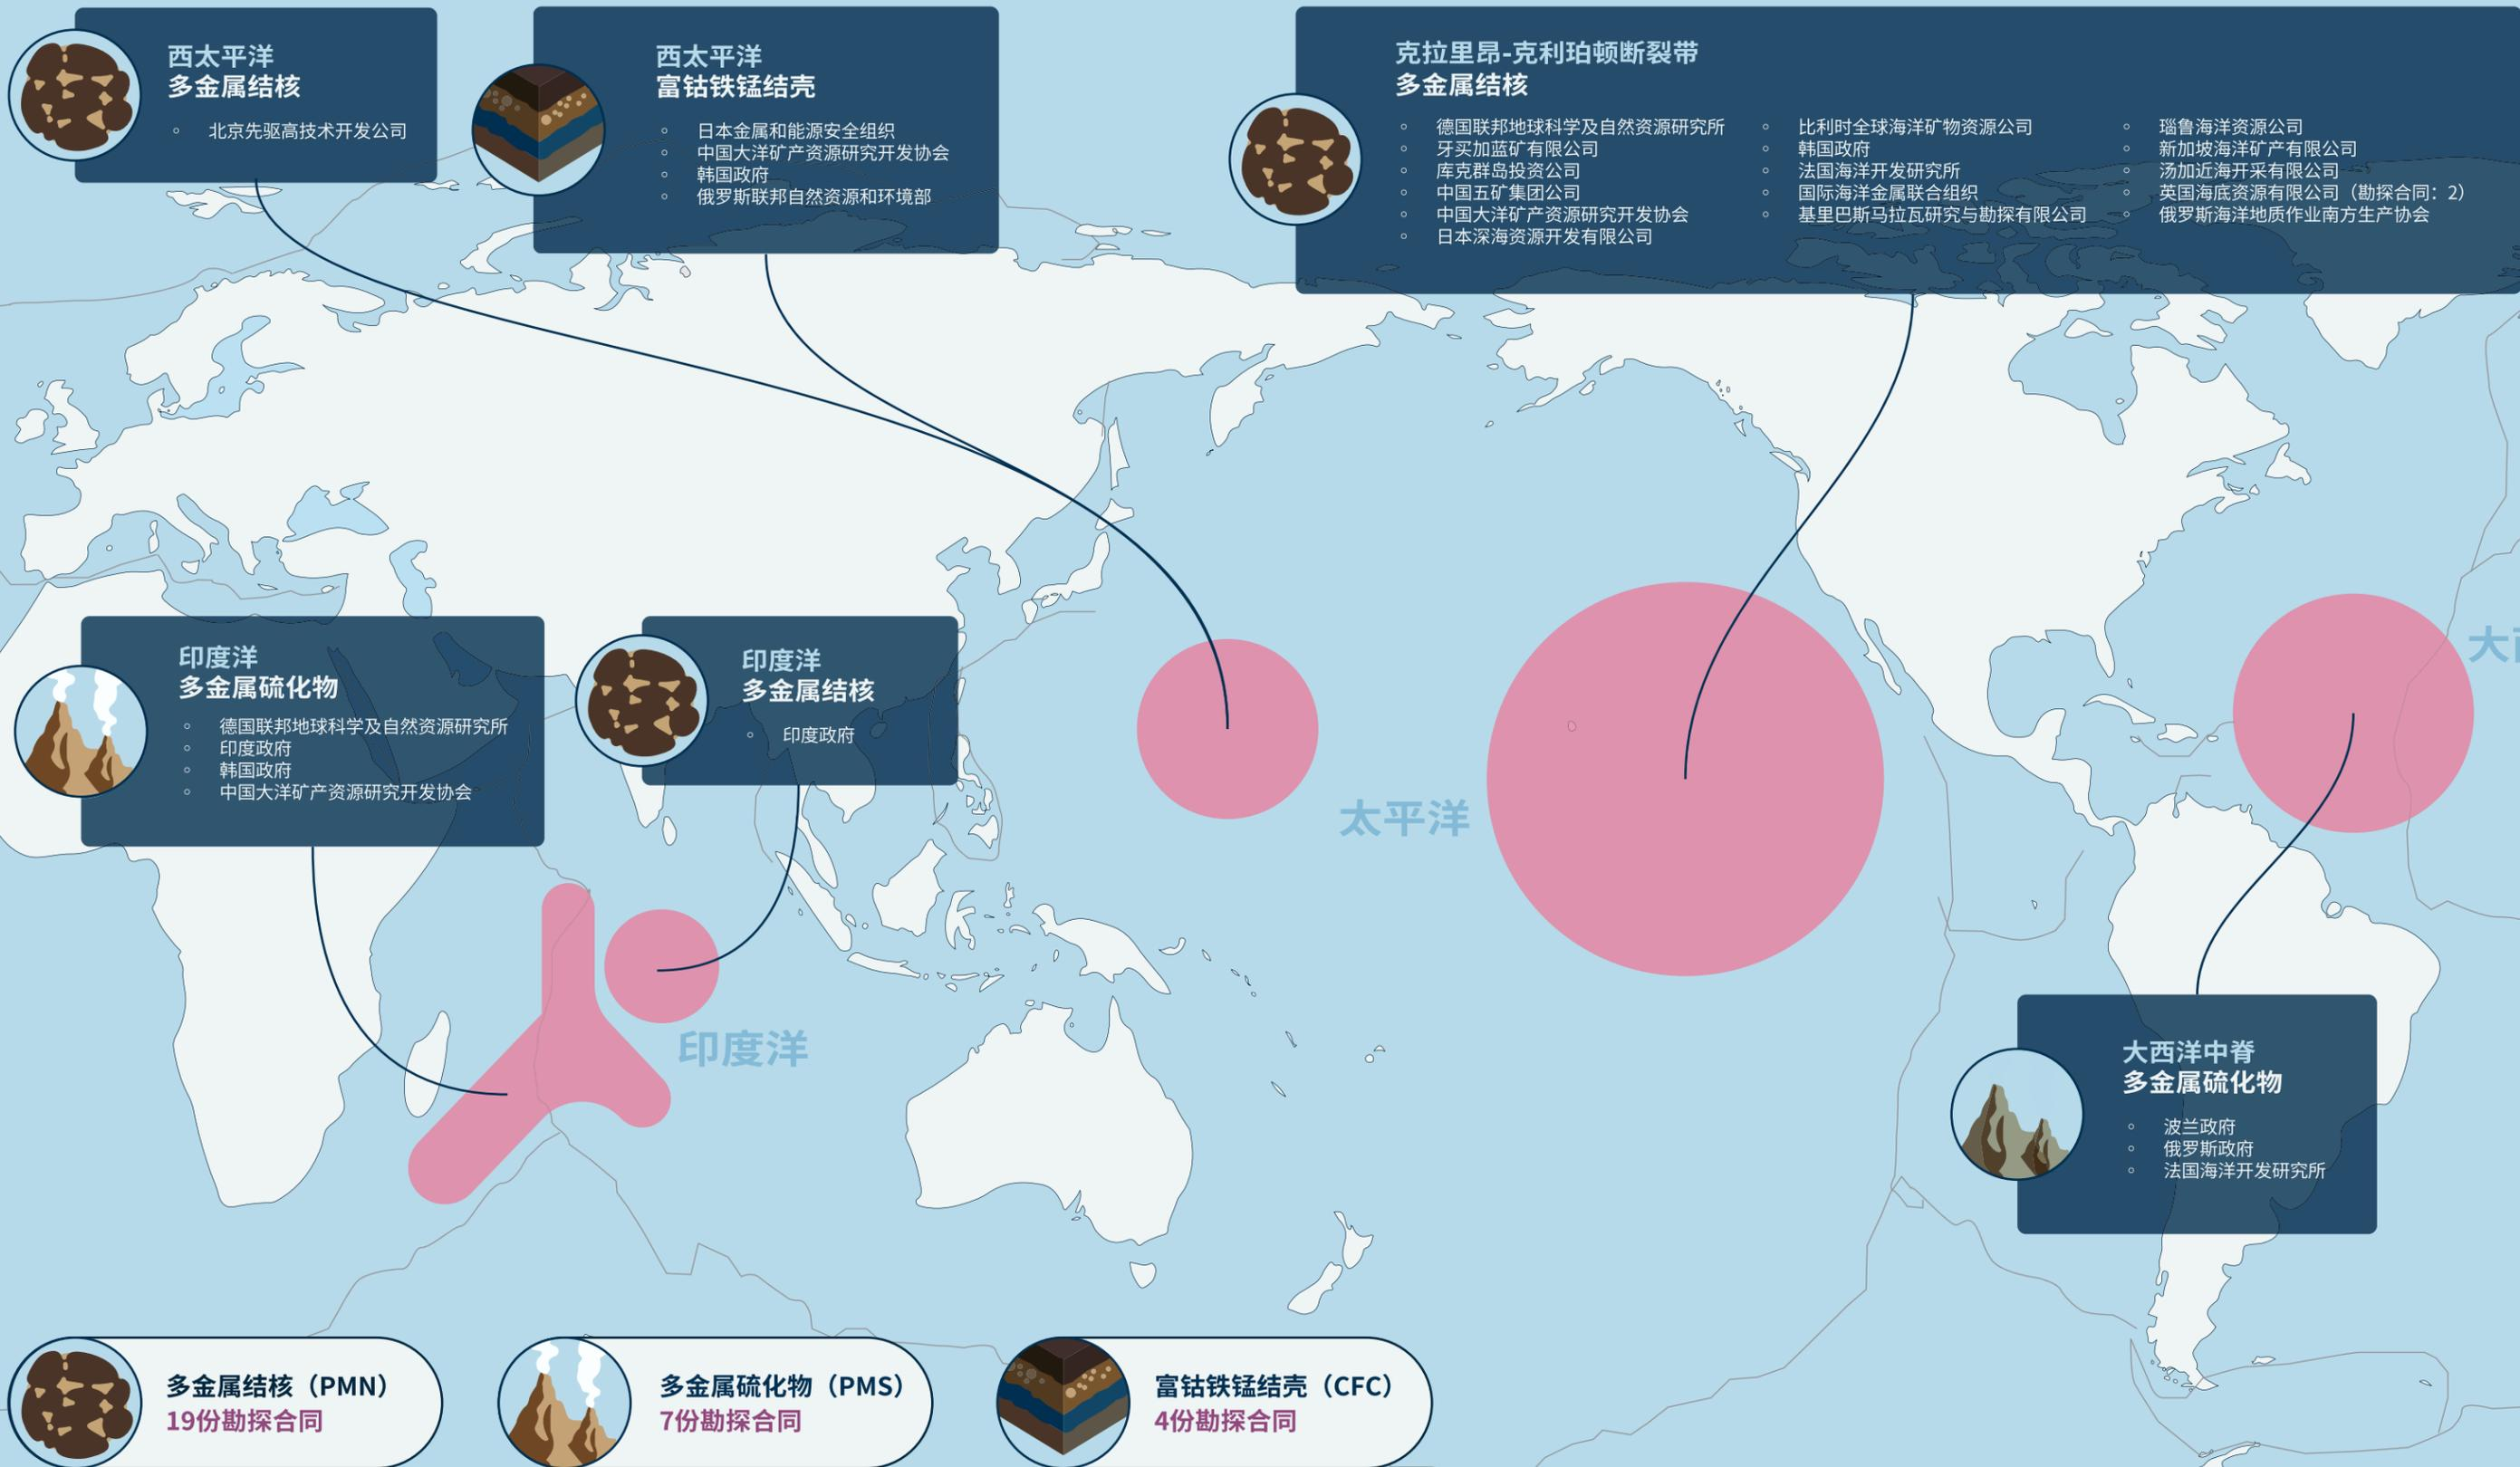 西太平洋
多金属结核
北京先驱高技术开发公司
西太平洋
富钴铁锰结壳
日本金属和能源安全组织
中国大洋矿产资源研究开发协会
韩国政府
俄罗斯联邦自然资源和环境部
克拉里昂-克利珀顿断裂带
多金属结核
德国联邦地球科学及自然资源研究所
牙买加蓝矿有限公司
库克群岛投资公司
中国五矿集团公司
中国大洋矿产资源研究开发协会
日本深海资源开发有限公司
比利时全球海洋矿物资源公司
韩国政府
法国海洋开发研究所
国际海洋金属联合组织
基里巴斯马拉瓦研究与勘探有限公司
瑙鲁海洋资源公司
新加坡海洋矿产有限公司
汤加近海开采有限公司
英国海底资源有限公司（勘探合同：2）
俄罗斯海洋地质作业南方生产协会
印度洋
多金属硫化物
德国联邦地球科学及自然资源研究所
印度政府
韩国政府
中国大洋矿产资源研究开发协会
印度洋
多金属结核
印度政府
太平洋
印度洋
大西洋中脊
多金属硫化物
波兰政府
俄罗斯政府
法国海洋开发研究所
多金属结核（PMN）
19份勘探合同
多金属硫化物（PMS）
7份勘探合同
富钴铁锰结壳（CFC）
4份勘探合同